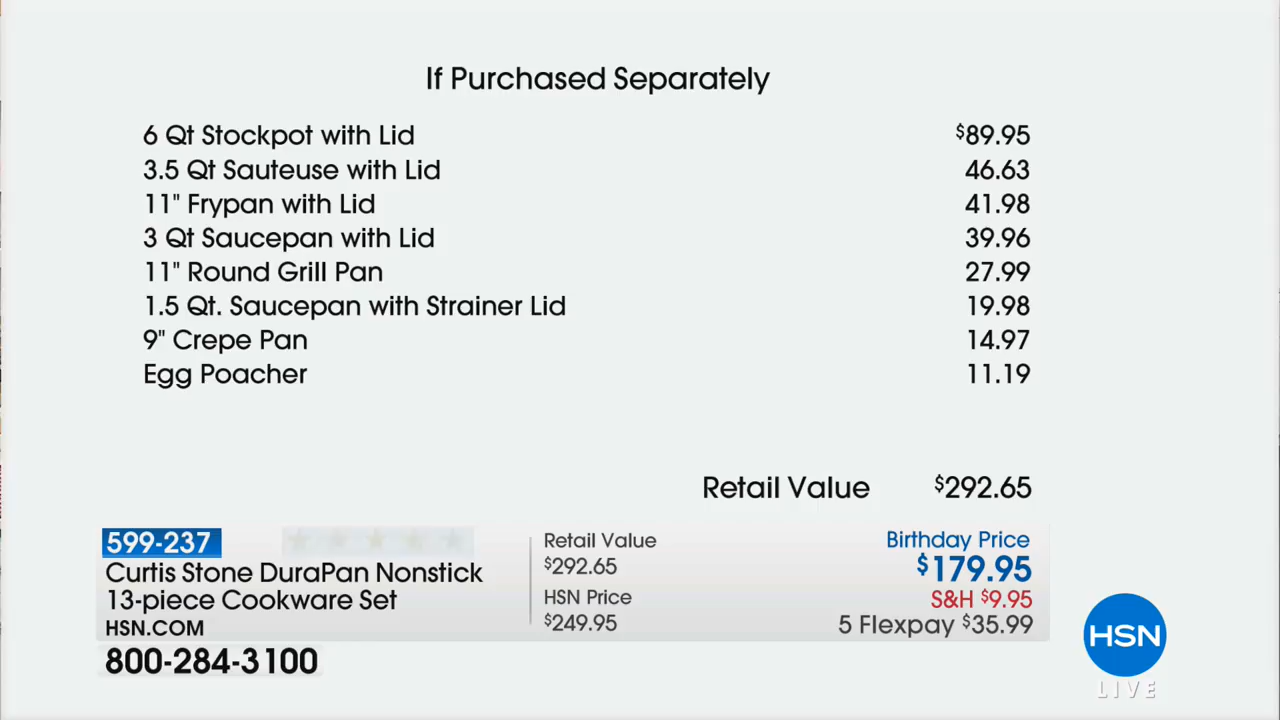 If Purchased Separately
6 Qt Stockpot with Lid $89.95
3.5 Qt Sauteuse with Lid 46.63
11" Frypan with Lid 41.98
3 Qt Saucepan with Lid 39.96
11" Round Grill Pan 27.99
1.5 Qt. Saucepan with Strainer Lid 19.98
9" Crepe Pan 14.97
Egg Poacher 11.19
Retail Value $292.65
599-237
Curtis Stone DuraPan Nonstick
13-piece Cookware Set
HSN.COM
800-284-3100
Retail Value
$292.65
HSN Price
$249.95
Birthday Price
$179.95
S&H $9.95
5 Flexpay $35.99
HSN
LIVE